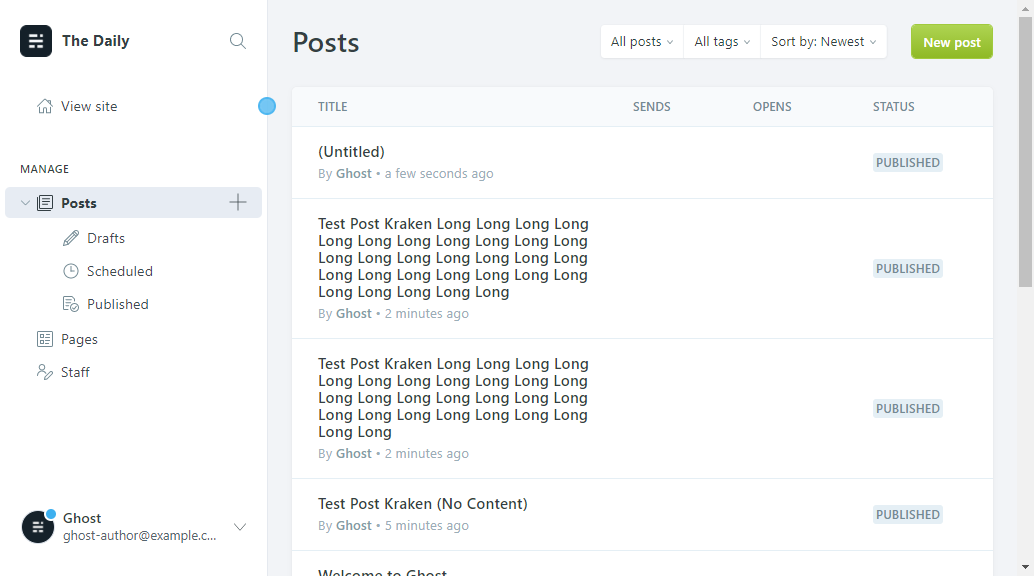 The Daily
View site
MANAGE
Posts
Drafts
Scheduled
Published
Pages
Staff
Ghost
ghost-author@example.c...
Posts
All posts
All tags
Sort by: Newest
New post
TITLE SENDS OPENS STATUS
(Untitled)
By Ghost • a few seconds ago
PUBLISHED
Test Post Kraken Long Long Long Long
Long Long Long Long Long Long Long
Long Long Long Long Long Long Long
Long Long Long Long Long Long Long
Long Long Long Long Long
By Ghost • 2 minutes ago
PUBLISHED
Test Post Kraken Long Long Long Long
Long Long Long Long Long Long Long
Long Long Long Long Long Long Long
Long Long Long Long Long Long Long
Long Long
By Ghost • 2 minutes ago
PUBLISHED
Test Post Kraken (No Content)
By Ghost • 5 minutes ago
PUBLISHED
Welcome to Ghost